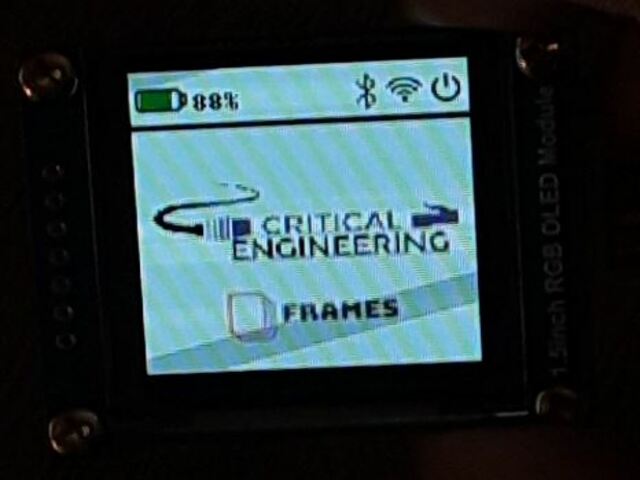 88%
CRITICAL
ENGINEERING
FRAMES
1.5inch RGB OLED Module